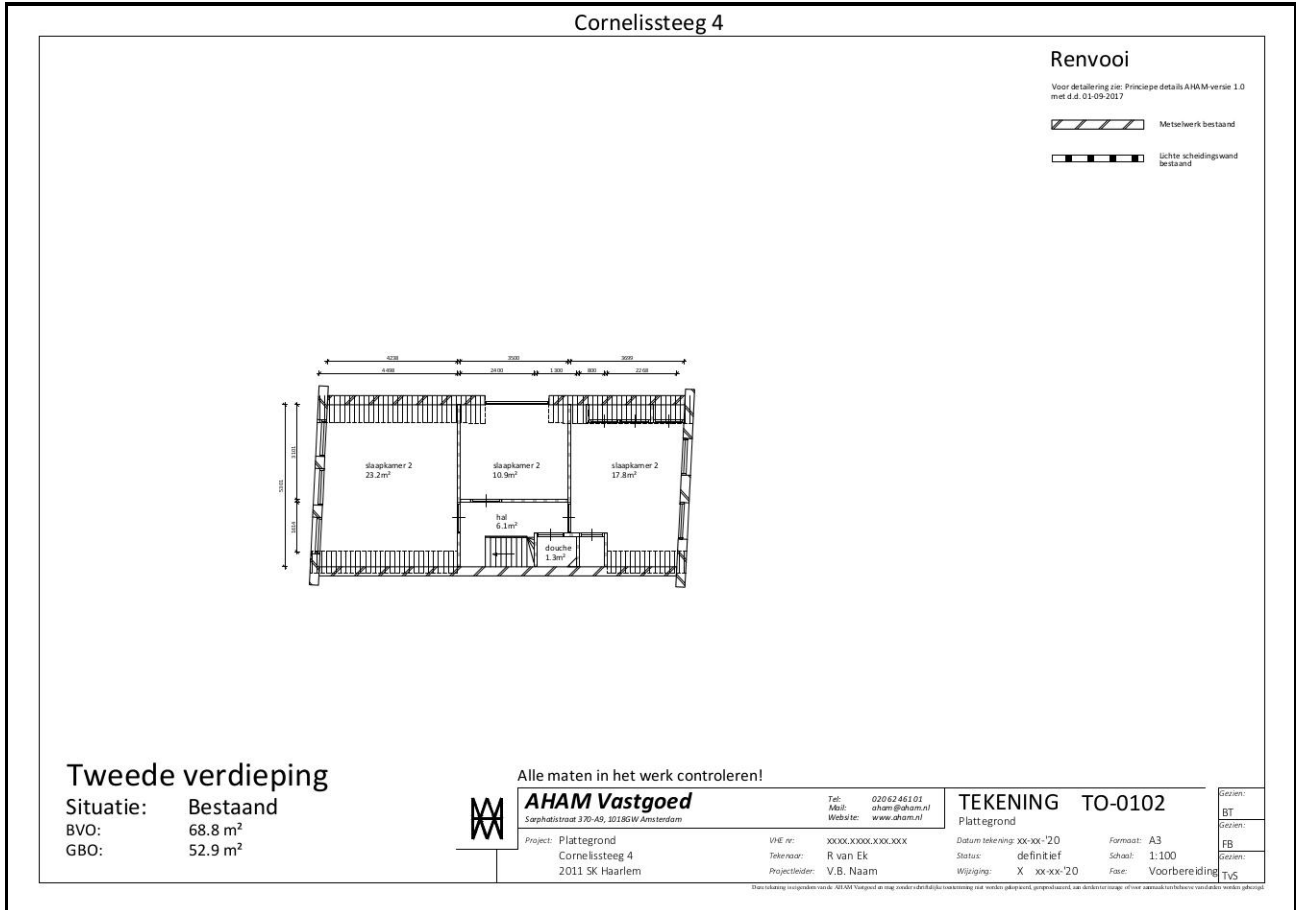 Cornelissteeg 4
Renvooi
Voor detaillering zie: Principe details AHAM-versie 1.0
met d.d. 01-09-2017
Metselwerk bestaand
Lichte scheidingswand
bestaand
4238 3500 3699
4498 2400 1300 800 2268
3101
5301
1654
slaapkamer 2
23.2m²
slaapkamer 2
10.9m²
slaapkamer 2
17.8m²
hal
6.1m²
douche
1.3m²
Tweede verdieping
Situatie: Bestaand
BVO: 68.8 m²
GBO: 52.9 m²
Alle maten in het werk controleren!
AHAM Vastgoed
Sarphatistraat 370-A9, 1018GW Amsterdam
Tel: 0206246101
Mail: aham@aham.nl
Website: www.aham.nl
TEKENING TO-0102
Plattegrond
Project: Plattegrond
Cornelissteeg 4
2011 SK Haarlem
VHE nr: xxxx.xxxx.xxx.xxx
Tekenaar: R van Ek
Projectleider: V.B. Naam
Datum tekening: xx-xx-'20
Status: definitief
Wijziging: X xx-xx-'20
Formaat: A3
Schaal: 1:100
Fase: Voorbereiding
Gezien:
BT
Gezien:
FB
Gezien:
TvS